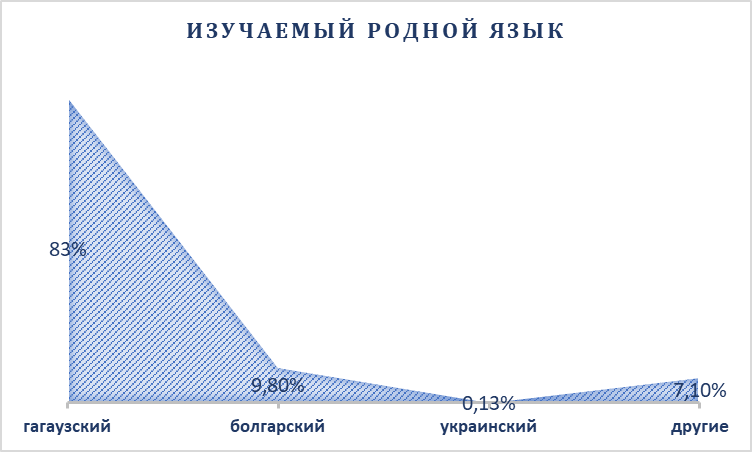 ИЗУЧАЕМЫЙ РОДНОЙ ЯЗЫК
83%
9,80%
0,13%
7,10%
гагаузский
болгарский
украинский
другие